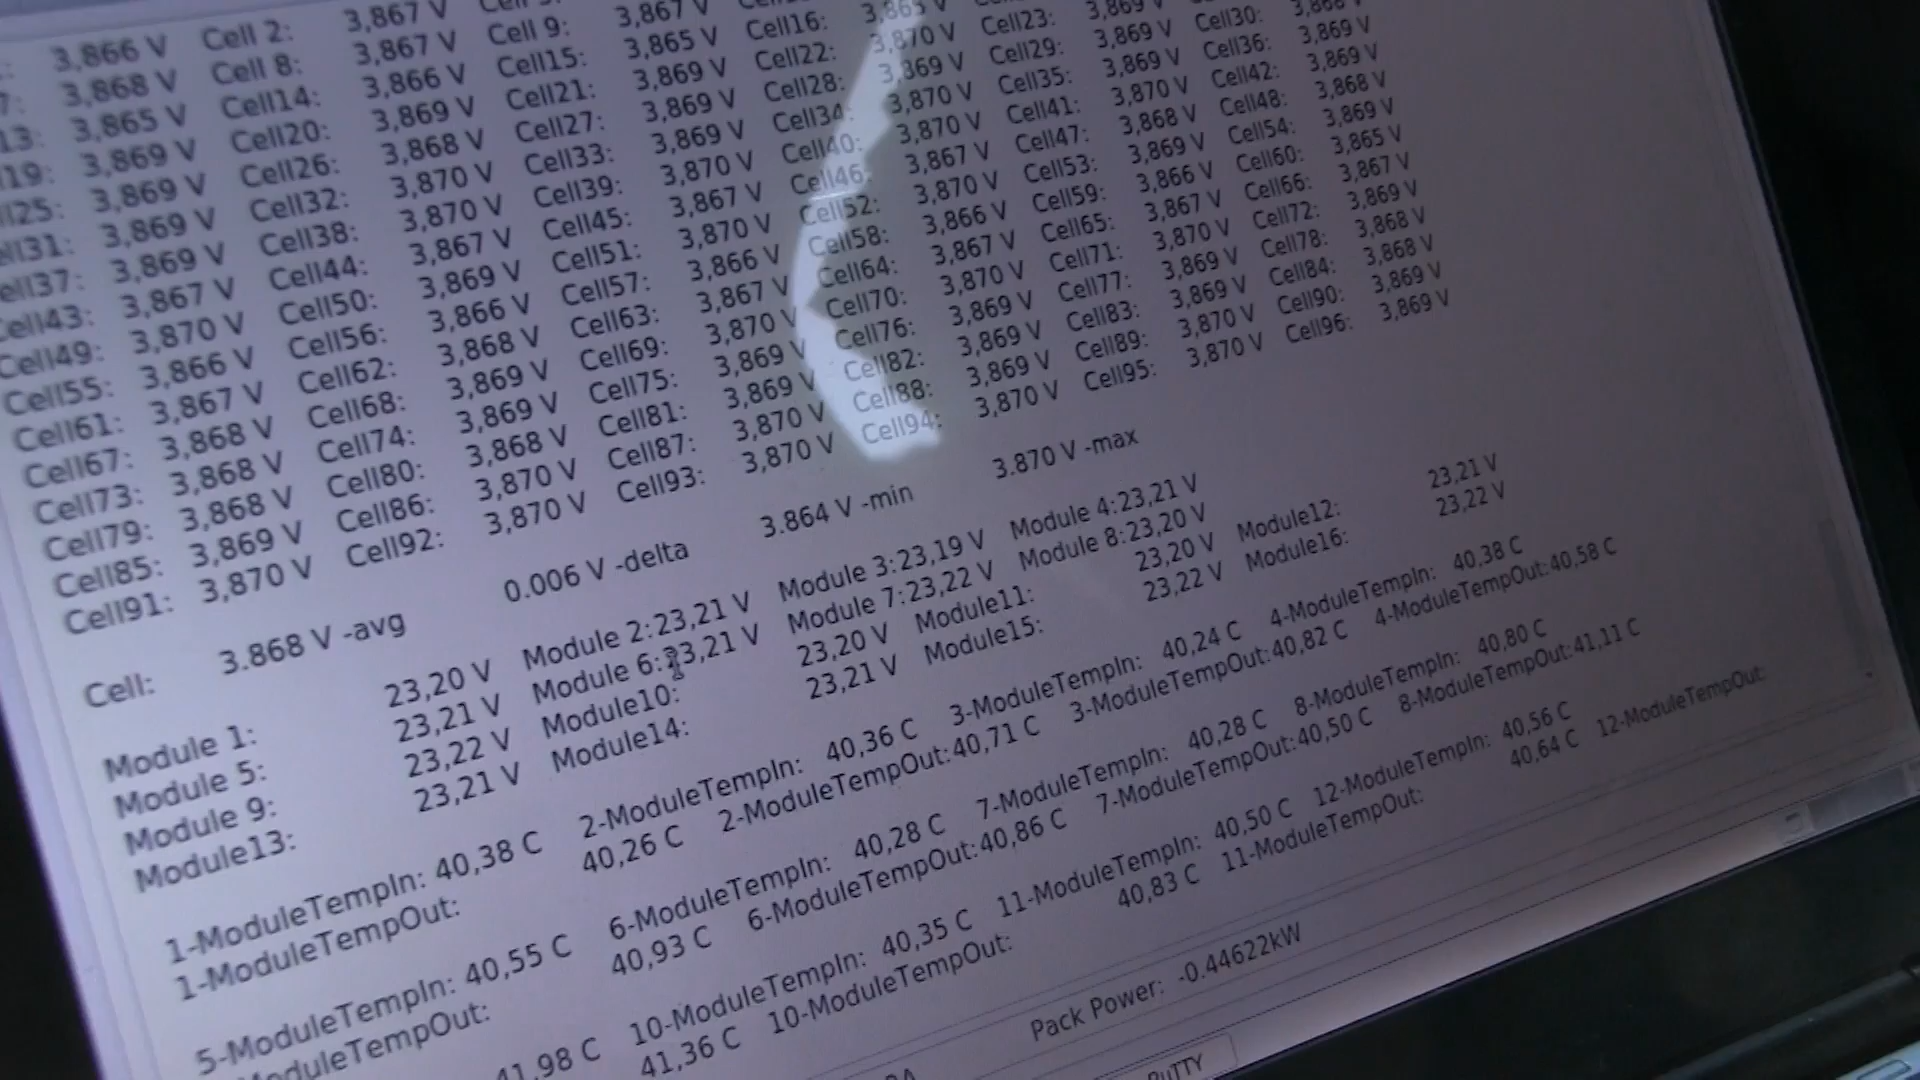 : 3,866 V Cell 2: 3,867 V
7: 3,868 V Cell 8: 3,867 V Cell 9: 3,867 V
13: 3,865 V Cell14: 3,866 V Cell15: 3,865 V Cell16: 3,865 V
19: 3,869 V Cell20: 3,869 V Cell21: 3,869 V Cell22: 3,870 V Cell23: 3,869 V
ll25: 3,869 V Cell26: 3,868 V Cell27: 3,869 V Cell28: 3,869 V Cell29: 3,869 V Cell30: 3,868 V
ell31: 3,869 V Cell32: 3,870 V Cell33: 3,869 V Cell34: 3,870 V Cell35: 3,869 V Cell36: 3,869 V
ell37: 3,869 V Cell38: 3,870 V Cell39: 3,870 V Cell40: 3,870 V Cell41: 3,870 V Cell42: 3,869 V
Cell43: 3,867 V Cell44: 3,867 V Cell45: 3,867 V Cell46: 3,867 V Cell47: 3,868 V Cell48: 3,868 V
Cell49: 3,870 V Cell50: 3,869 V Cell51: 3,870 V Cell52: 3,870 V Cell53: 3,869 V Cell54: 3,869 V
Cell55: 3,866 V Cell56: 3,866 V Cell57: 3,866 V Cell58: 3,866 V Cell59: 3,866 V Cell60: 3,865 V
Cell61: 3,867 V Cell62: 3,868 V Cell63: 3,867 V Cell64: 3,867 V Cell65: 3,867 V Cell66: 3,867 V
Cell67: 3,868 V Cell68: 3,869 V Cell69: 3,870 V Cell70: 3,870 V Cell71: 3,870 V Cell72: 3,869 V
Cell73: 3,868 V Cell74: 3,869 V Cell75: 3,869 V Cell76: 3,869 V Cell77: 3,869 V Cell78: 3,868 V
Cell79: 3,868 V Cell80: 3,868 V Cell81: 3,869 V Cell82: 3,869 V Cell83: 3,869 V Cell84: 3,868 V
Cell85: 3,869 V Cell86: 3,870 V Cell87: 3,870 V Cell88: 3,869 V Cell89: 3,870 V Cell90: 3,869 V
Cell91: 3,870 V Cell92: 3,870 V Cell93: 3,870 V Cell94: 3,870 V Cell95: 3,870 V Cell96: 3,869 V
Cell: 3.868 V -avg 0.006 V -delta 3.864 V -min 3.870 V -max
Module 1: 23,20 V Module 2:23,21 V Module 3:23,19 V Module 4:23,21 V
Module 5: 23,21 V Module 6:23,21 V Module 7:23,22 V Module 8:23,20 V
Module 9: 23,22 V Module10: 23,20 V Module11: 23,20 V Module12: 23,21 V
Module13: 23,21 V Module14: 23,21 V Module15: 23,22 V Module16: 23,22 V
1-ModuleTempIn: 40,38 C 2-ModuleTempIn: 40,36 C 3-ModuleTempIn: 40,24 C 4-ModuleTempIn: 40,38 C
1-ModuleTempOut: 40,26 C 2-ModuleTempOut:40,71 C 3-ModuleTempOut:40,82 C 4-ModuleTempOut:40,58 C
5-ModuleTempIn: 40,55 C 6-ModuleTempIn: 40,28 C 7-ModuleTempIn: 40,28 C 8-ModuleTempIn: 40,80 C
ModuleTempOut: 40,93 C 6-ModuleTempOut:40,86 C 7-ModuleTempOut:40,50 C 8-ModuleTempOut:41,11 C
41,98 C 10-ModuleTempIn: 40,35 C 11-ModuleTempIn: 40,50 C 12-ModuleTempIn: 40,56 C
41,36 C 10-ModuleTempOut: 40,83 C 11-ModuleTempOut: 40,64 C 12-ModuleTempOut:
Pack Power: -0.44622kW
PuTTY